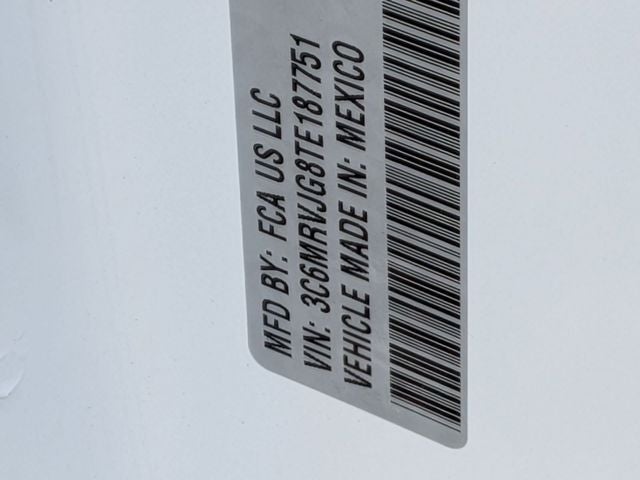 MFD BY: FCA US LLC
VIN: 3C6MRVJG8TE187751
VEHICLE MADE IN: MEXICO